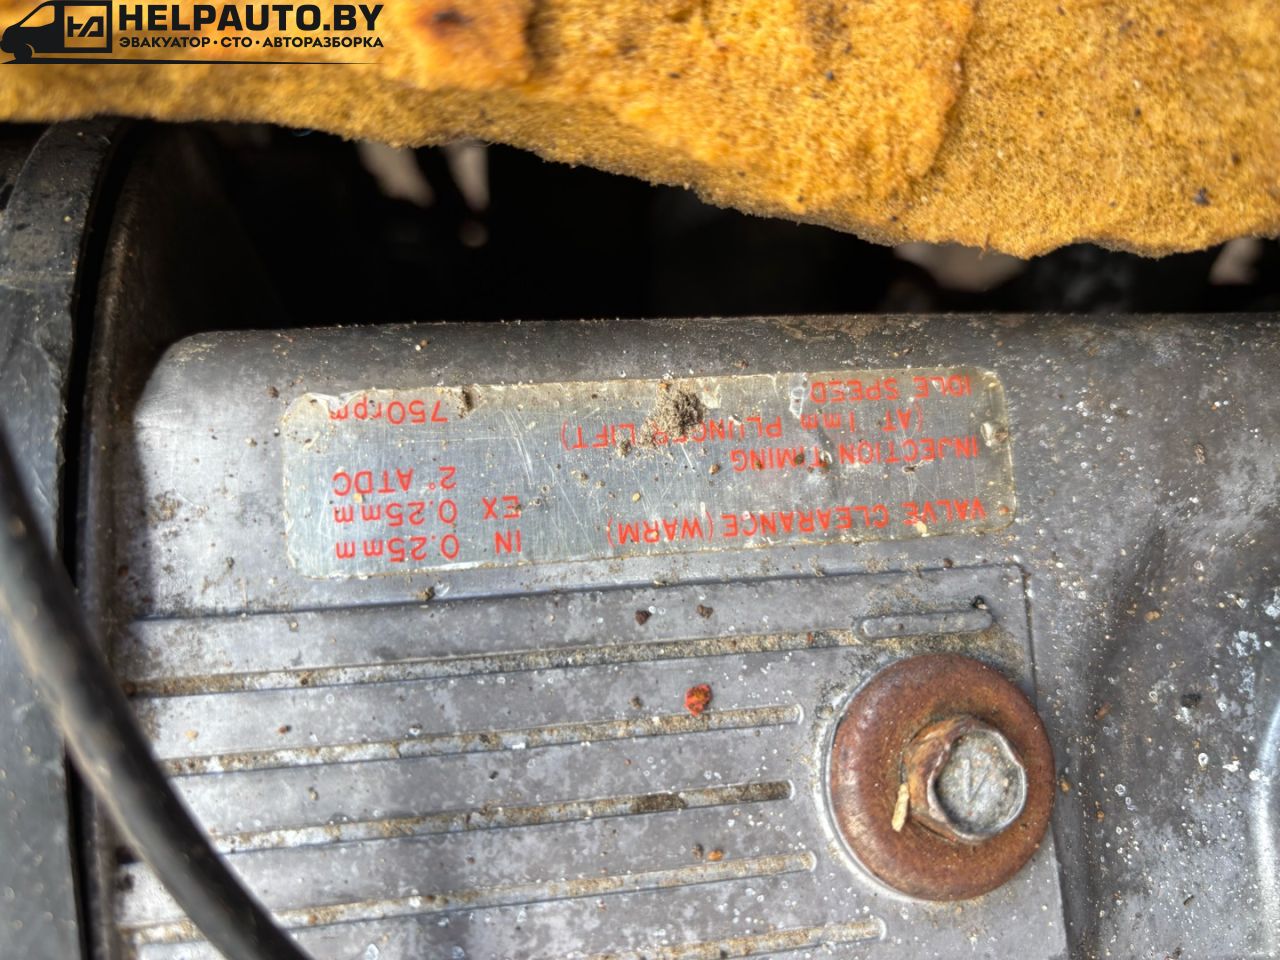 HELPAUTO.BY
ЭВАКУАТОР · СТО · АВТОРАЗБОРКА
VALVE CLEARANCE (WARM) IN 0.25mm
EX 0.25mm
INJECTION TIMING 2° ATDC
(AT 1mm PLUNGER LIFT)
IDLE SPEED 750rpm